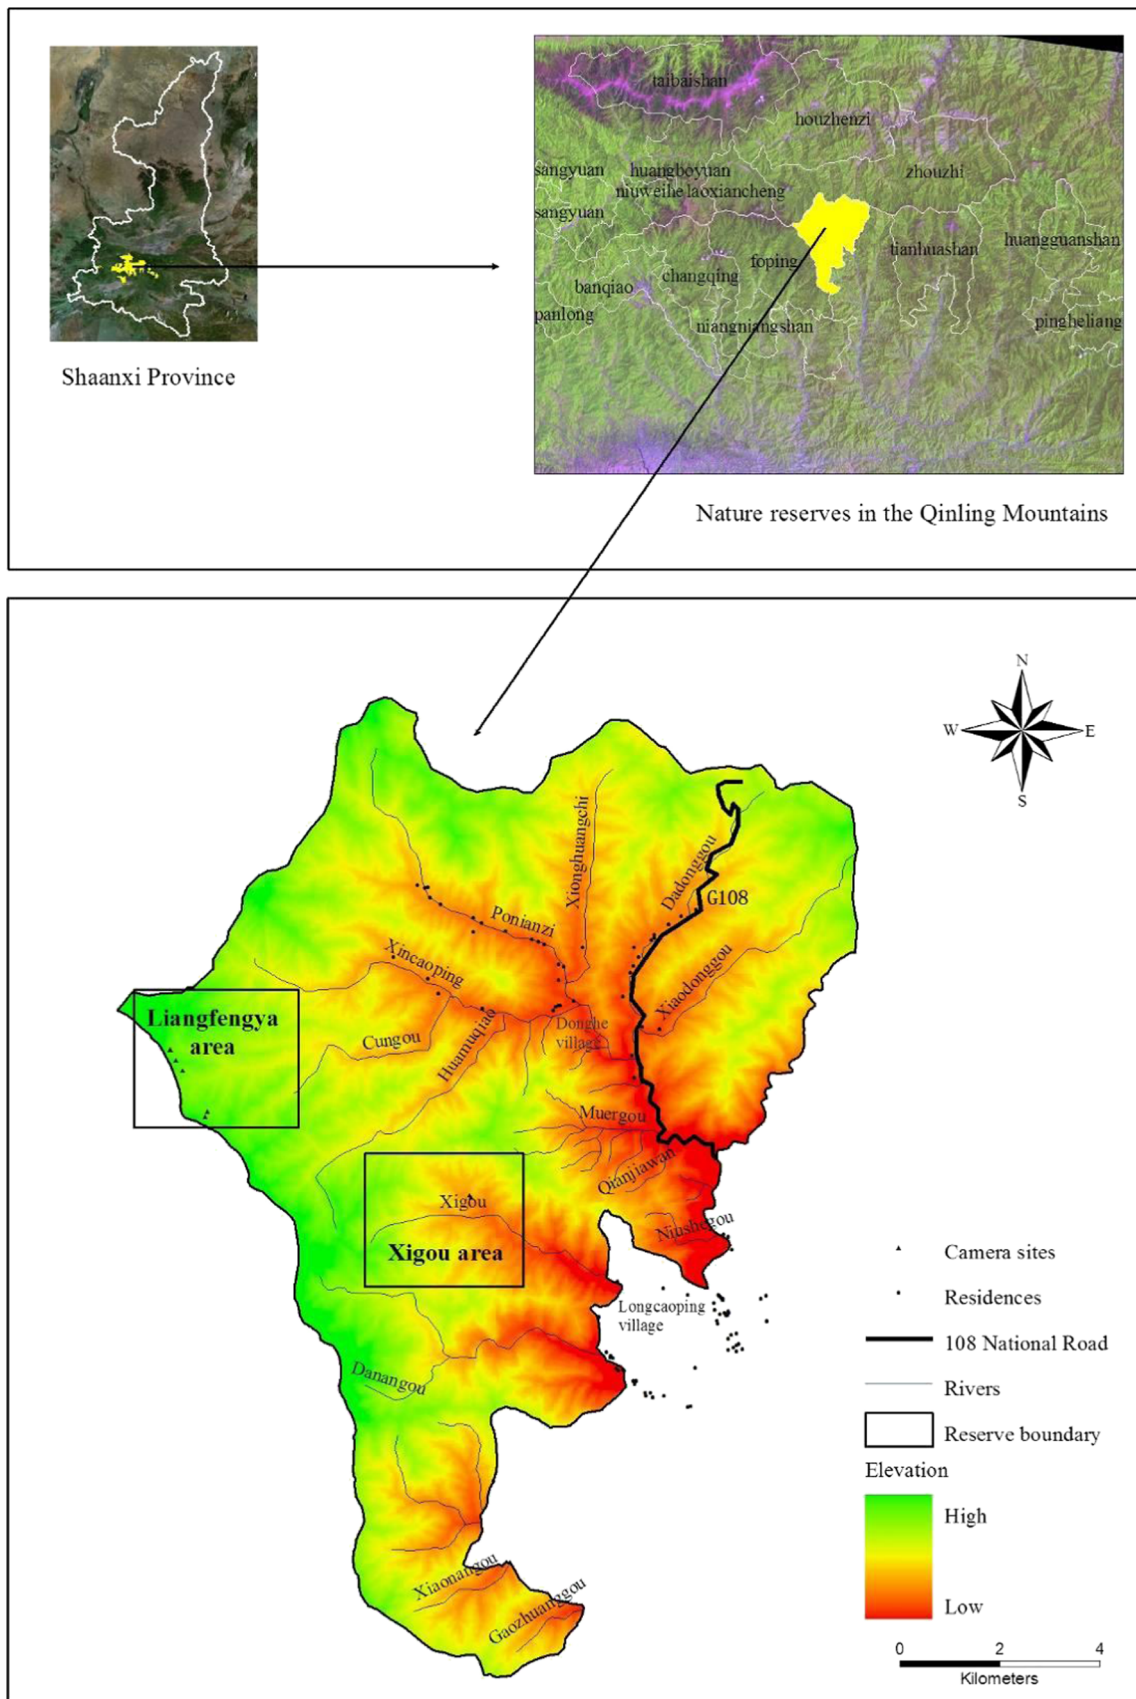 taibaishan
houzhenzi
sangyuan
huangboyuan
zhouzhi
niuweihe laoxiancheng
sangyuan
huangguanshan
tianhuashan
foping
changqing
banqiao
panlong
niangniangshan
pingheliang
Shaanxi Province
Nature reserves in the Qinling Mountains
N
W
E
S
Xionghuangchi
Dadonggou
G108
Ponianzi
Xincaoping
Xiaodonggou
Liangfengya
area
Donghe
village
Cungou
Huamuqiao
Muergou
Qianjiawan
Xigou
Niushegou
Xigou area
Longcaoping
village
Danangou
Xiaonangou
Gaozhuanggou
Camera sites
Residences
108 National Road
Rivers
Reserve boundary
Elevation
High
Low
0 2 4
Kilometers